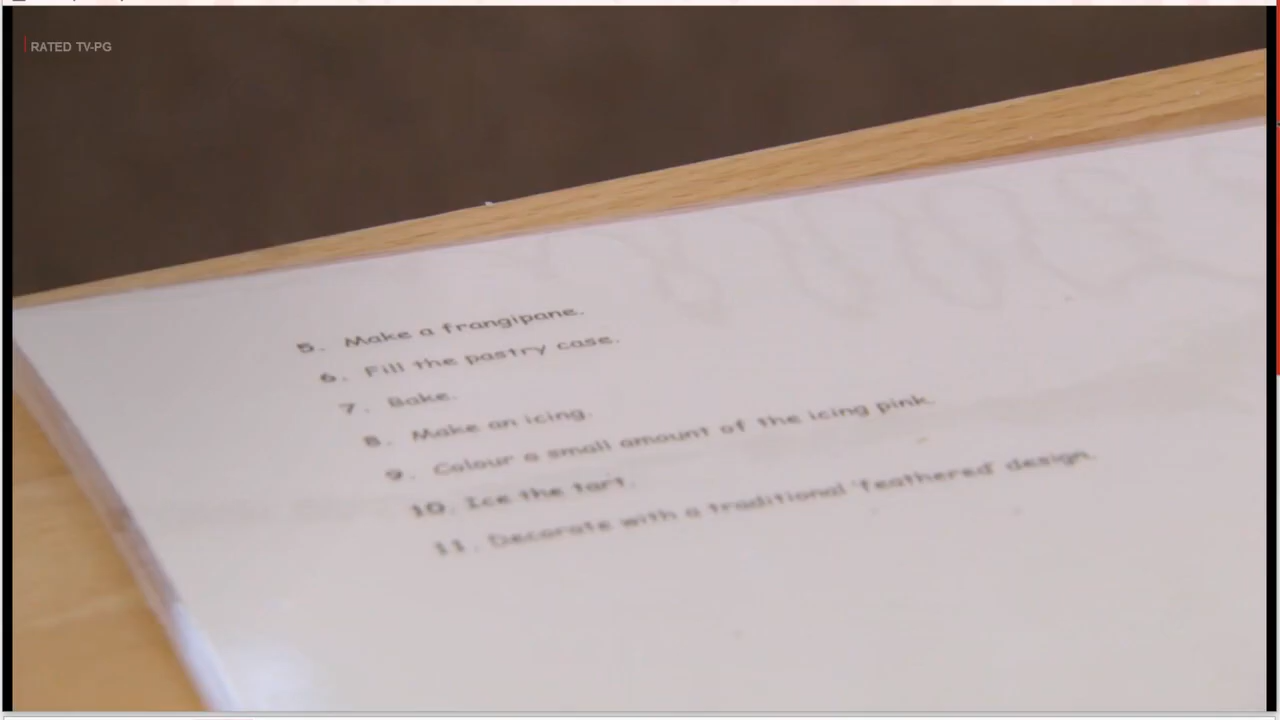 RATED TV-PG
5. Make a frangipane.
6. Fill the pastry case.
7. Bake.
8. Make an icing.
9. Colour a small amount of the icing pink.
10. Ice the tart.
11. Decorate with a traditional 'feathered' design.